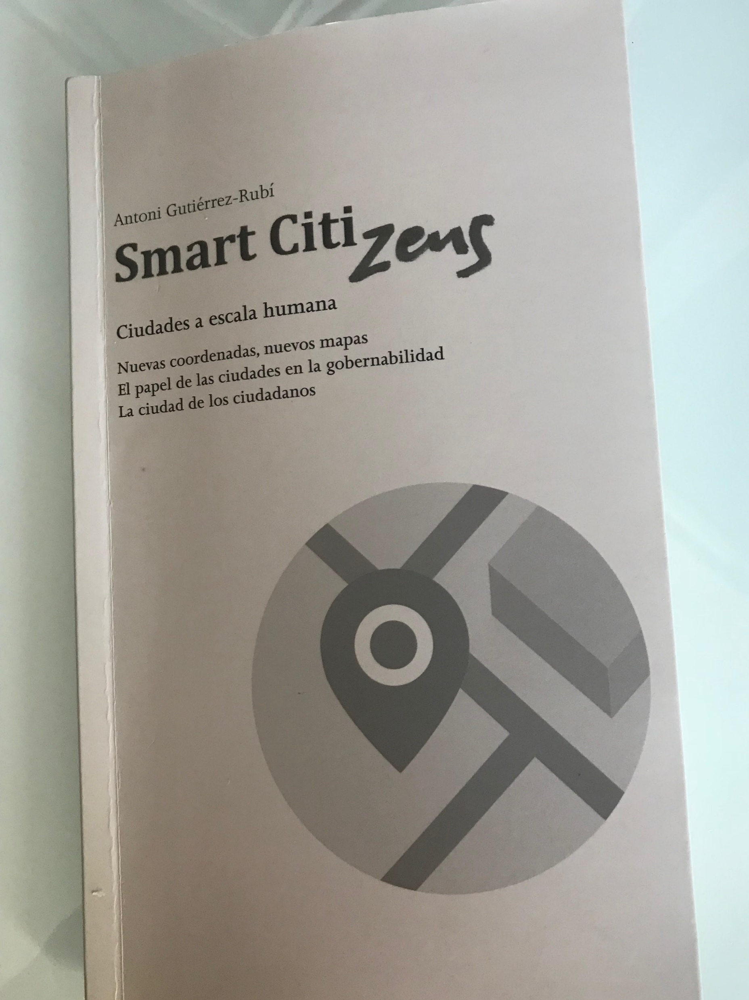 Antoni Gutiérrez-Rubí
Smart Citizens
Ciudades a escala humana
Nuevas coordenadas, nuevos mapas
El papel de las ciudades en la gobernabilidad
La ciudad de los ciudadanos